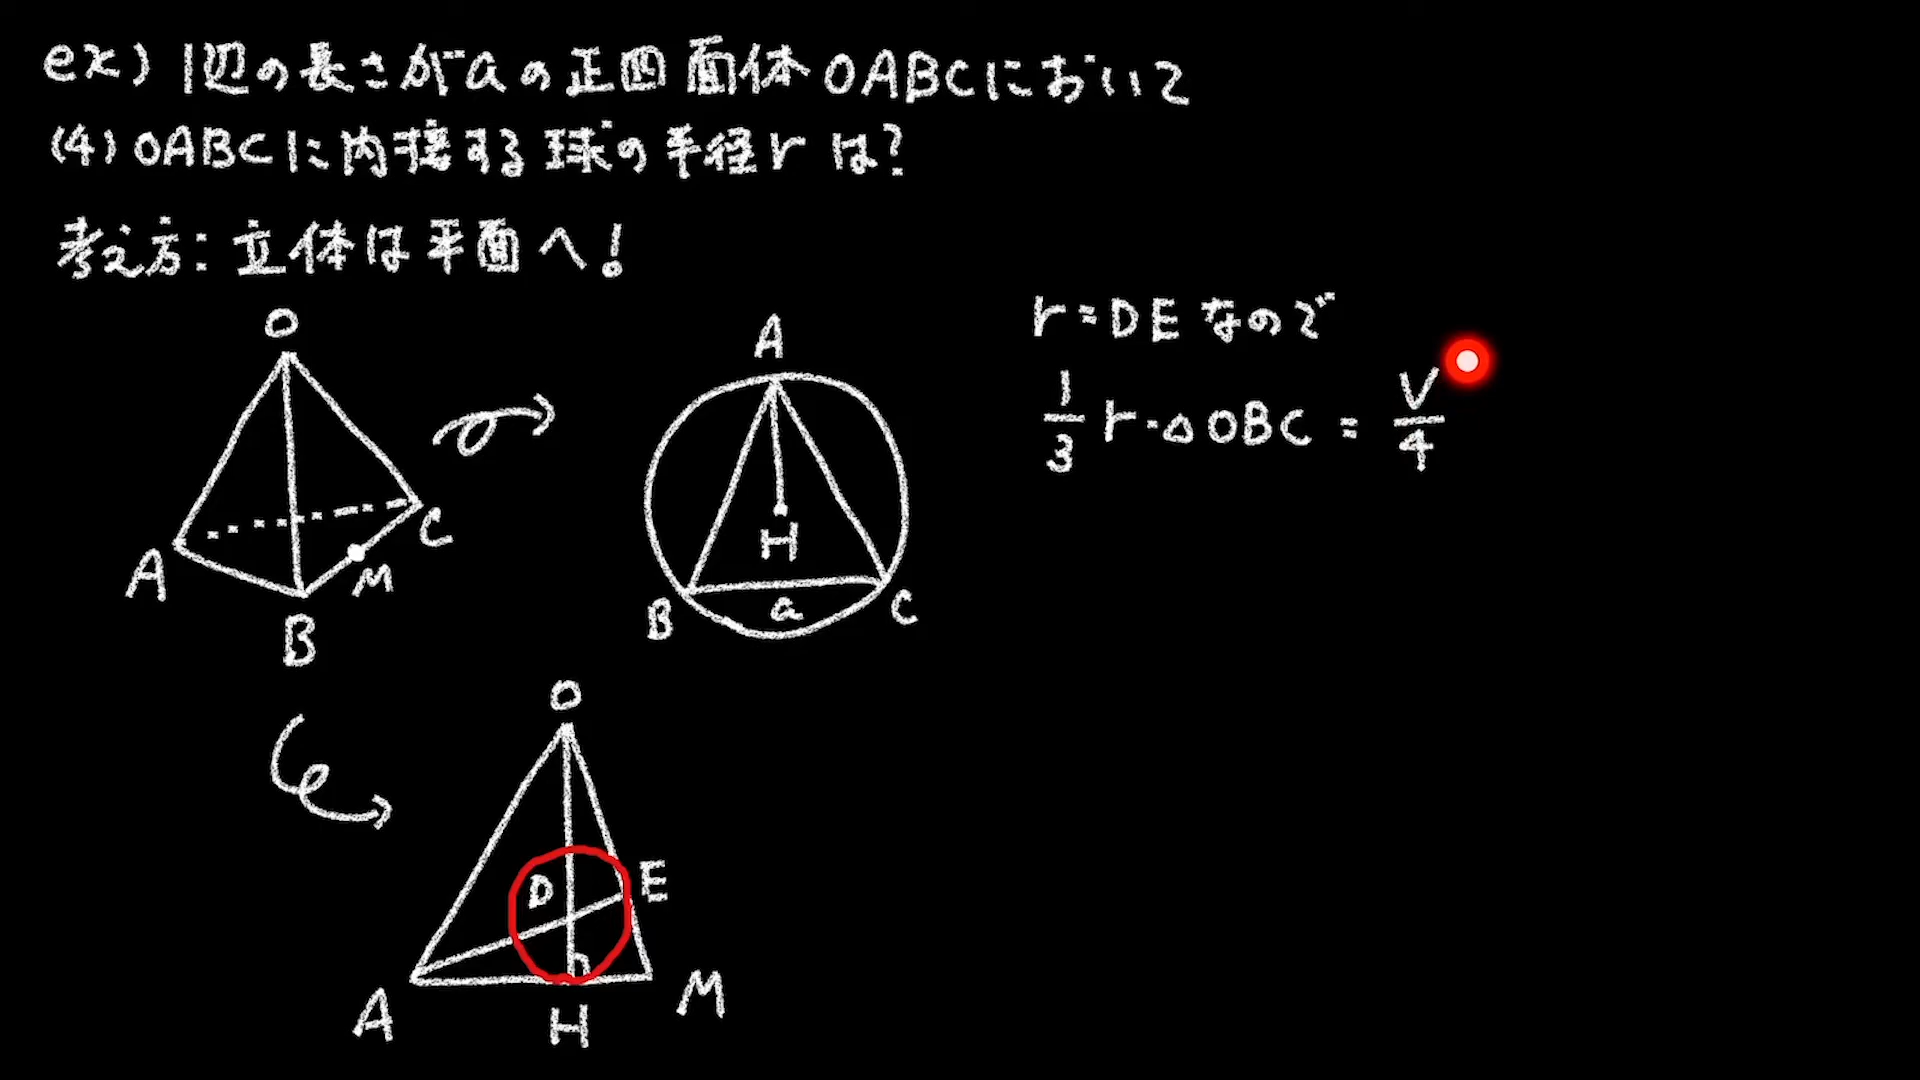 ex) 1辺の長さがaの正四面体OABCにおいて
(4) OABCに内接する球の半径rは?
考え方: 立体は平面へ!
O
A
B
C
M
A
H
B
a
C
r=DEなので
1/3 r・△OBC = V/4
O
D
E
A
H
M